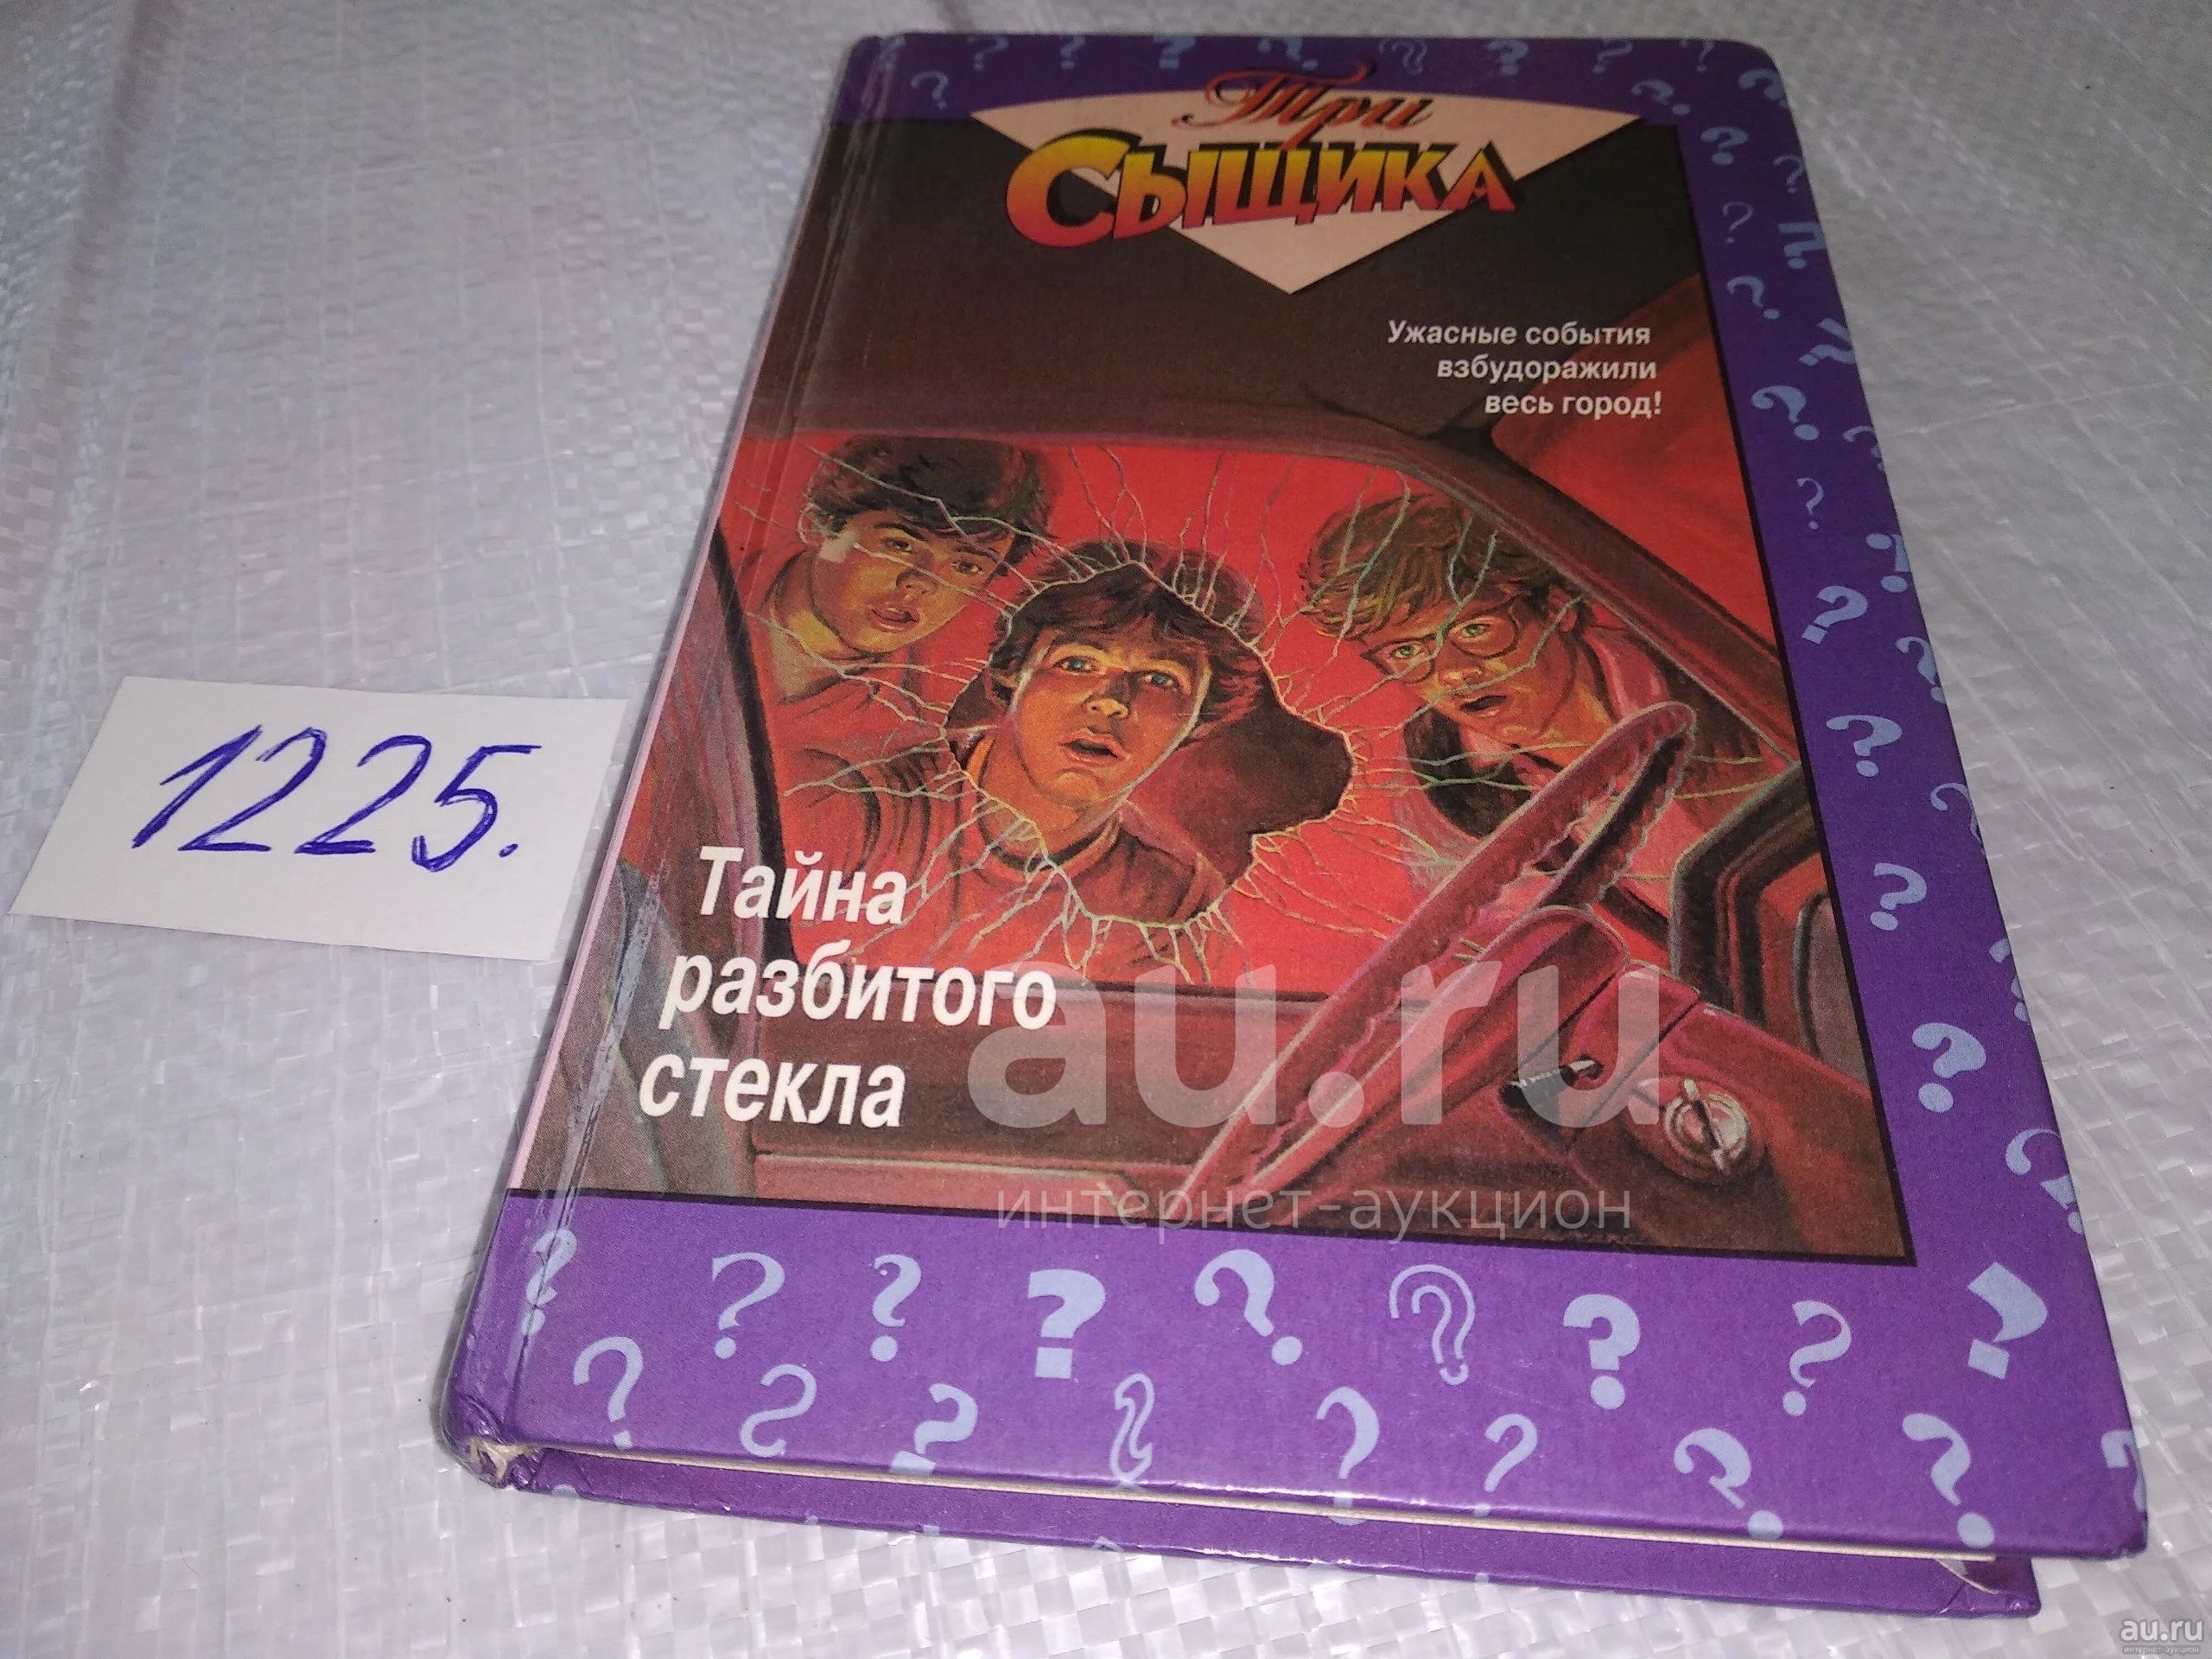 Три
Сыщика
Ужасные события
взбудоражили
весь город!
1225.
Тайна
разбитого
стекла
au.ru
интернет-аукцион
au.ru
интернет-аукцион